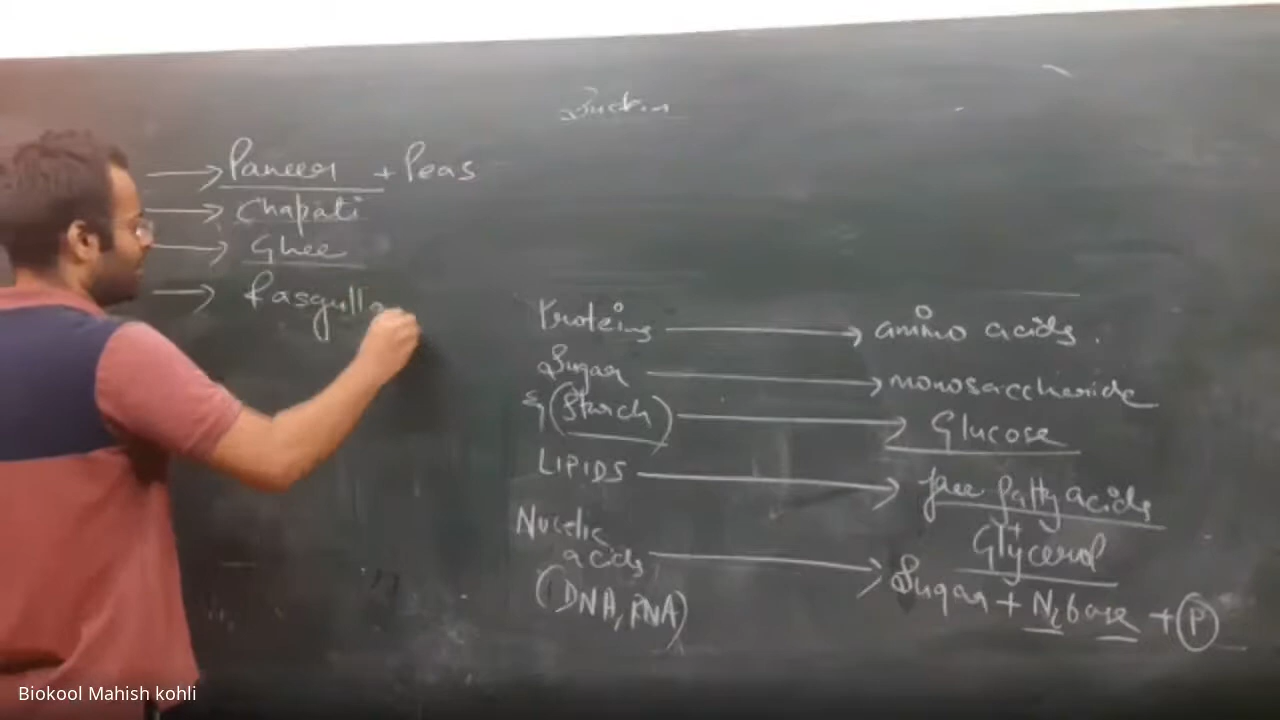 → Paneer + Peas
→ Chapati
→ Ghee
→ Rasgulla
Proteins → amino acids.
Sugar → monosaccharide
& (Starch) → Glucose
LIPIDS → free fatty acids
+
Glycerol
Nucelic
acids → Sugar + N2 base + P
(DNA, RNA)
Biokool Mahish kohli